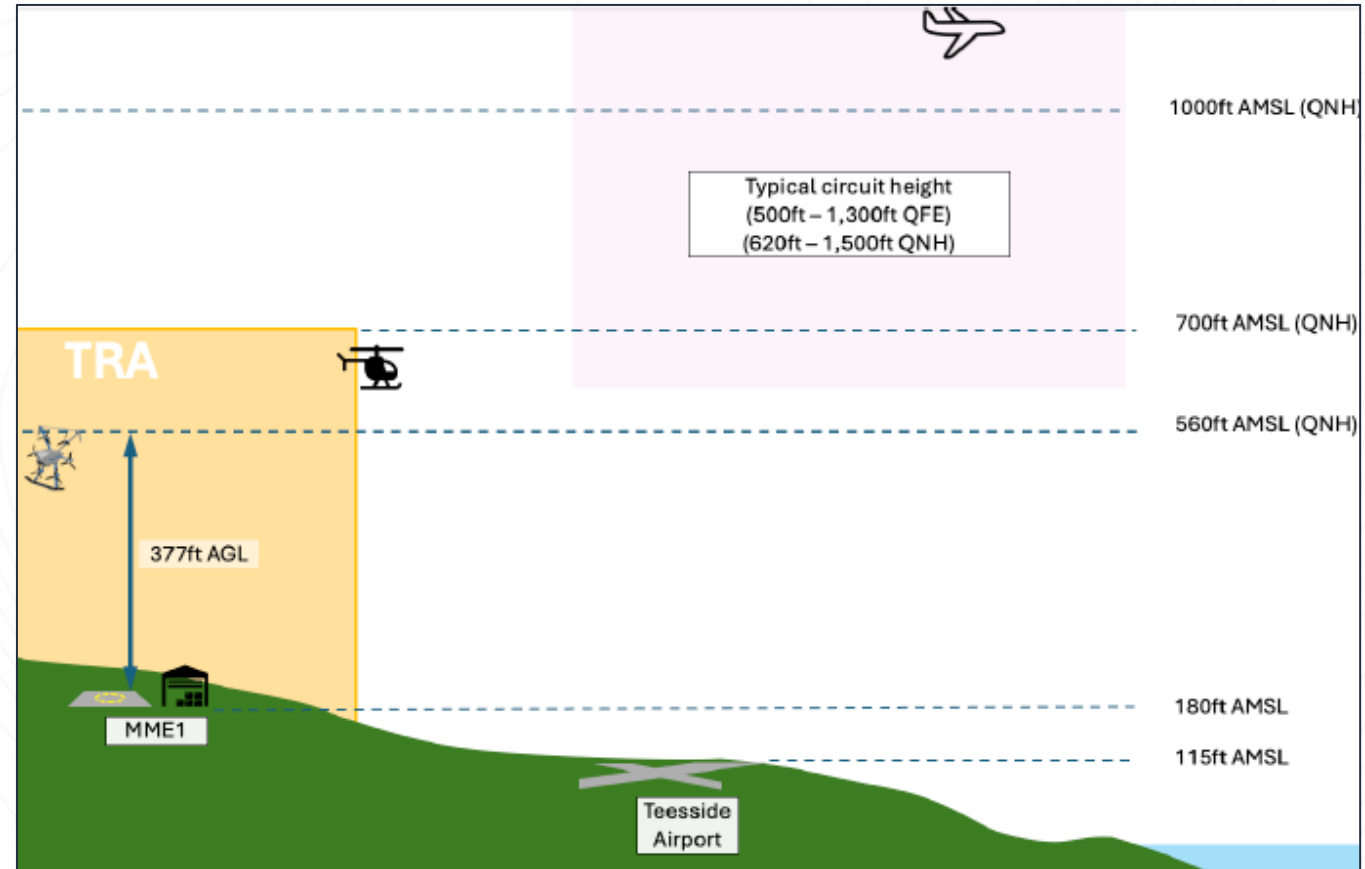 1000ft AMSL (QNH)
Typical circuit height
(500ft – 1,300ft QFE)
(620ft – 1,500ft QNH)
700ft AMSL (QNH)
TRA
560ft AMSL (QNH)
377ft AGL
180ft AMSL
MME1
115ft AMSL
Teesside
Airport